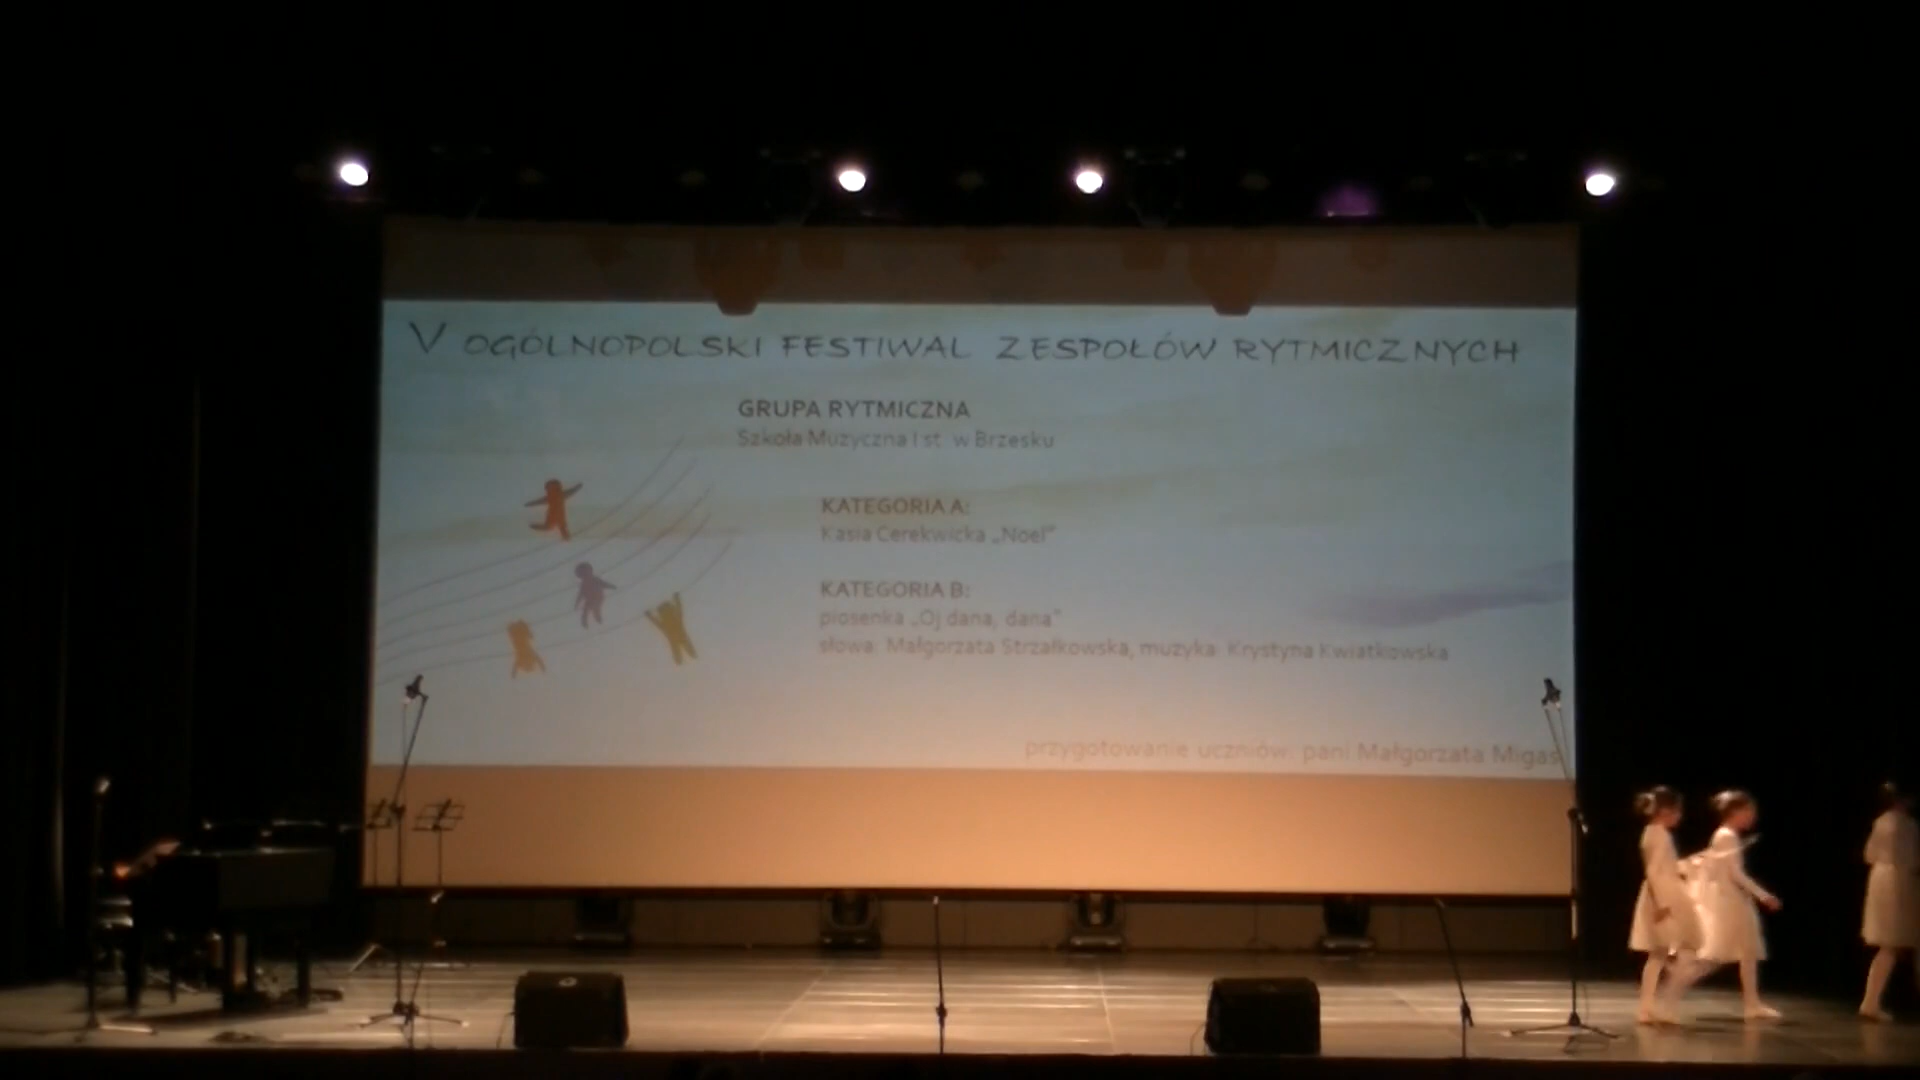 V OGÓLNOPOLSKI FESTIWAL ZESPOŁÓW RYTMICZNYCH
GRUPA RYTMICZNA
Szkoła Muzyczna I st. w Brzesku
KATEGORIA A:
Kasia Cerekwicka „Noel”
KATEGORIA B:
piosenka „Oj dana, dana”
słowa: Małgorzata Strzałkowska, muzyka: Krystyna Kwiatkowska
przygotowanie uczniów: pani Małgorzata Migas